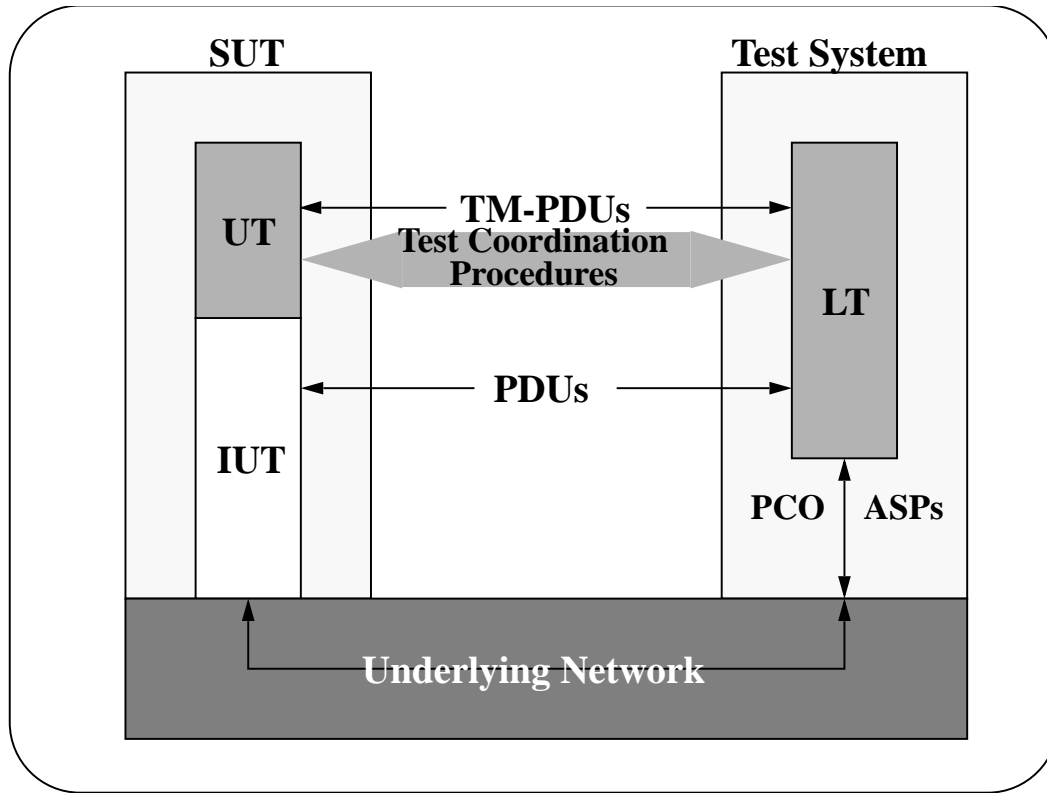 SUT
Test System
TM-PDUs
UT
Test Coordination
Procedures
LT
PDUs
IUT
PCO
ASPs
Underlying Network